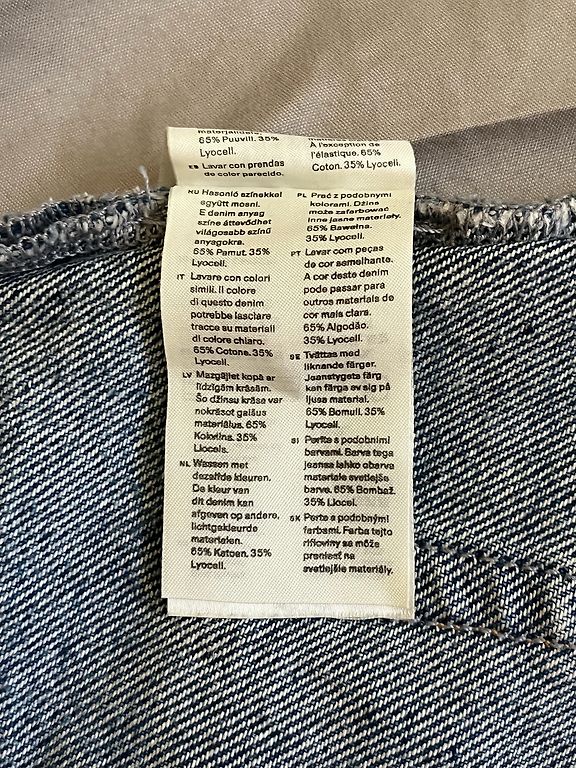 65% Puuvill. 35%
Lyocell.
ES Lavar con prendas
de color parecido.
À l'exception de
l'élastique. 65%
Coton. 35% Lyocell.
HU Hasonló színekkel
együtt mosni.
E denim anyag
színe áttevődhet
világosabb színű
anyagokra.
65% Pamut. 35%
Lyocell.
IT Lavare con colori
simili. Il colore
di questo denim
potrebbe lasciare
tracce su materiali
di colore chiaro.
65% Cotone. 35%
Lyocell.
LV Mazgājiet kopā ar
līdzīgām krāsām.
Šo džinsu krāsa var
nokrāsot gaišus
materiālus. 65%
Kokvilna. 35%
Liocels.
NL Wassen met
dezelfde kleuren.
De kleur van
dit denim kan
afgeven op andere,
lichtgekleurde
materialen.
65% Katoen. 35%
Lyocell.
PL Prać z podobnymi
kolorami. Dżins
może zafarbować
inne jasne materiały.
65% Bawełna.
35% Lyocell.
PT Lavar com peças
de cor semelhante.
A cor deste denim
pode passar para
outros materiais de
cor mais clara.
65% Algodão.
35% Lyocell.
SE Tvättas med
liknande färger.
Jeanstygets färg
kan färga av sig på
ljusa material.
65% Bomull. 35%
Lyocell.
SI Perite s podobnimi
barvami. Barva tega
jeansa lahko obarva
materiale svetlejše
barve. 65% Bombaž.
35% Liocel.
SK Perte s podobnými
farbami. Farba tejto
rifľoviny sa môže
preniesť na
svetlejšie materiály.